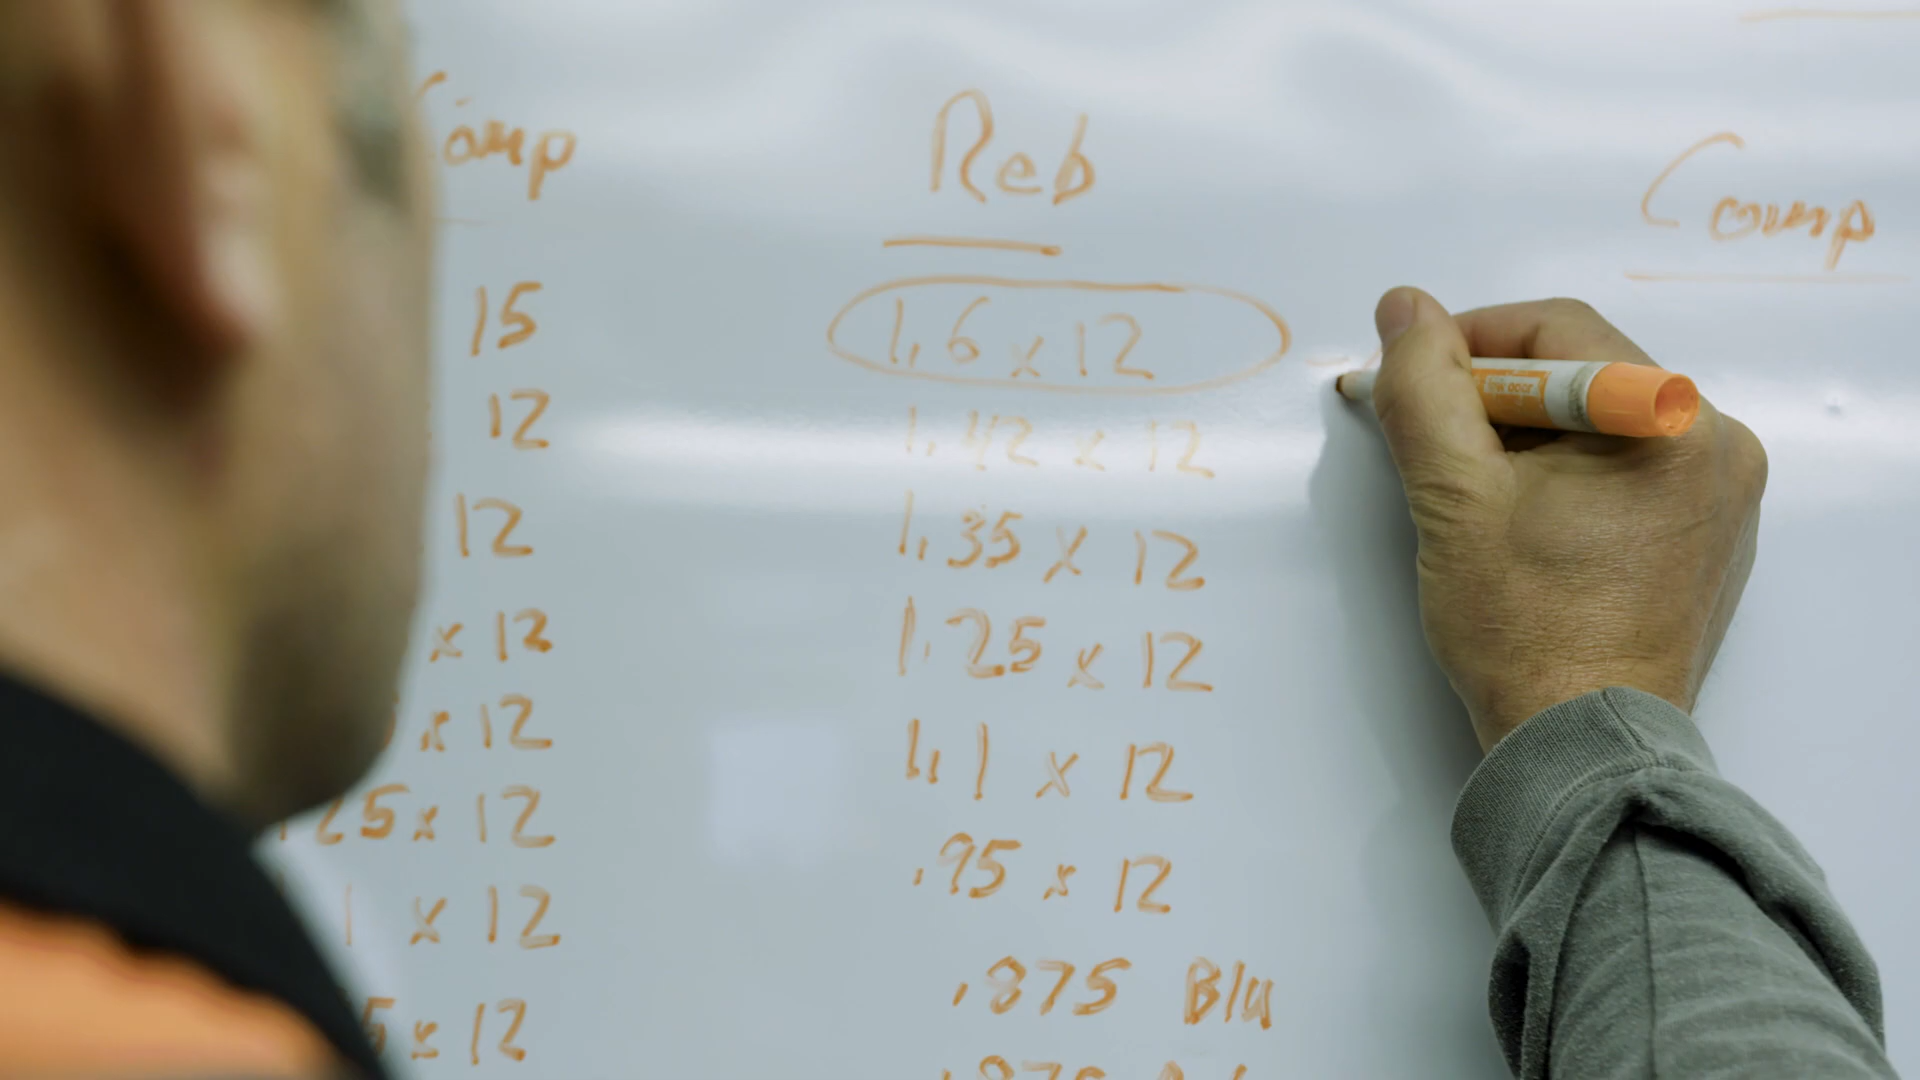 Comp Reb Comp
15 1,6 x 12
12 1.42 x 12
12 1,35 x 12
x 12 1.25 x 12
x 12 1,1 x 12
25 x 12 .95 x 12
1 x 12 ,875 Blu
5 x 12